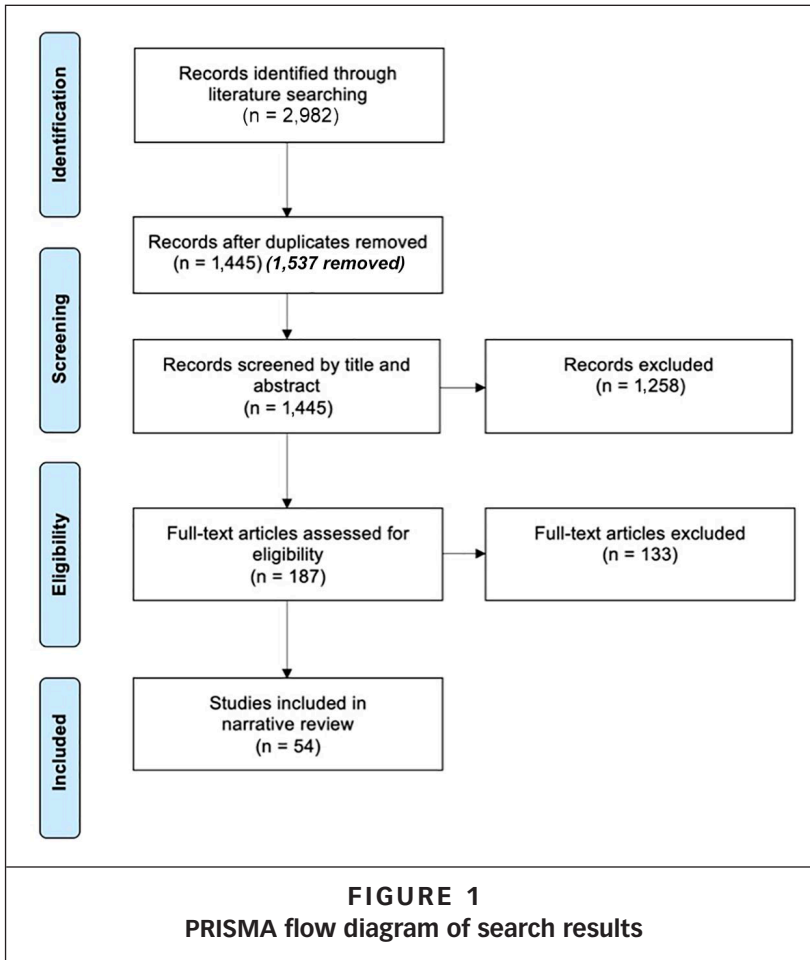 Identification
Records identified through
literature searching
(n = 2,982)
Screening
Records after duplicates removed
(n = 1,445) (1,537 removed)
Records screened by title and
abstract
(n = 1,445)
Records excluded
(n = 1,258)
Eligibility
Full-text articles assessed for
eligibility
(n = 187)
Full-text articles excluded
(n = 133)
Included
Studies included in
narrative review
(n = 54)
FIGURE 1
PRISMA flow diagram of search results